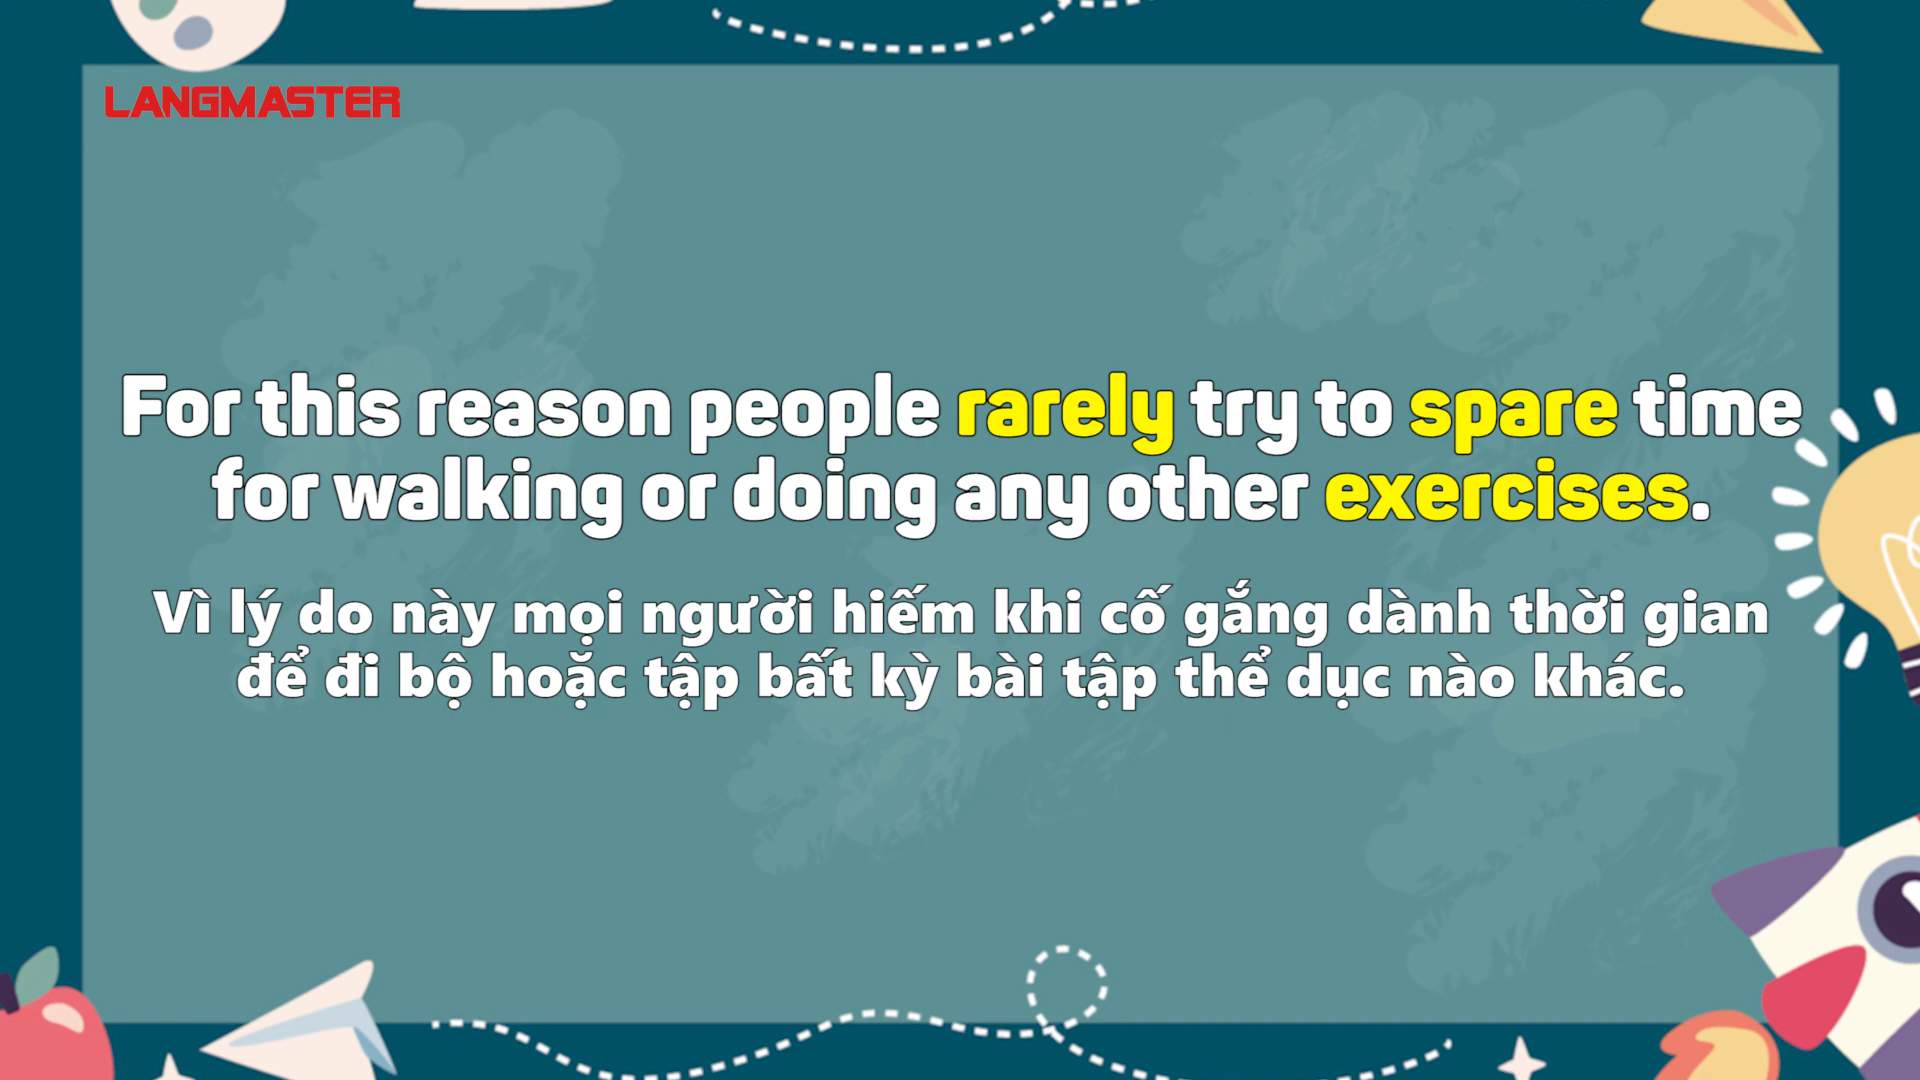 LANGMASTER
For this reason people rarely try to spare time
for walking or doing any other exercises.
Vì lý do này mọi người hiếm khi cố gắng dành thời gian
để đi bộ hoặc tập bất kỳ bài tập thể dục nào khác.